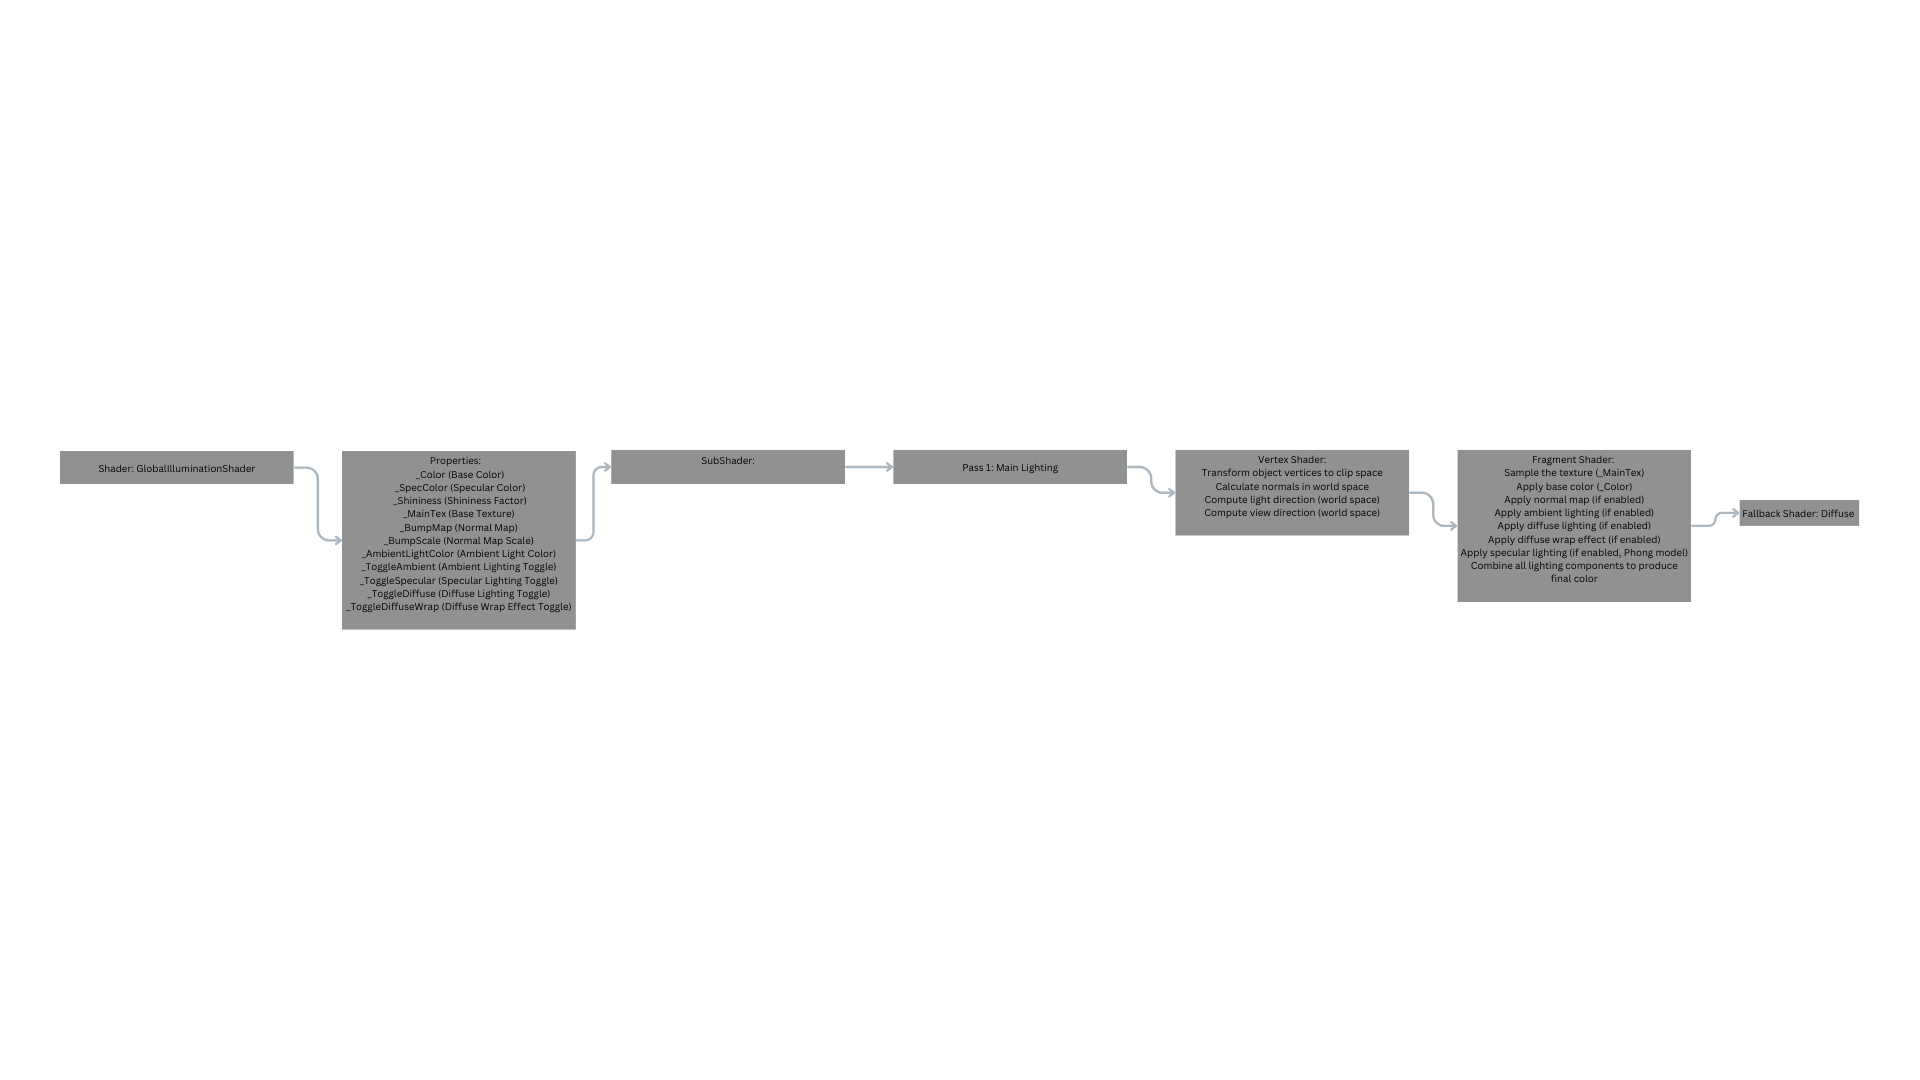 Shader: GlobalIlluminationShader
Properties:
_Color (Base Color)
_SpecColor (Specular Color)
_Shininess (Shininess Factor)
_MainTex (Base Texture)
_BumpMap (Normal Map)
_BumpScale (Normal Map Scale)
_AmbientLightColor (Ambient Light Color)
_ToggleAmbient (Ambient Lighting Toggle)
_ToggleSpecular (Specular Lighting Toggle)
_ToggleDiffuse (Diffuse Lighting Toggle)
_ToggleDiffuseWrap (Diffuse Wrap Effect Toggle)
SubShader:
Pass 1: Main Lighting
Vertex Shader:
Transform object vertices to clip space
Calculate normals in world space
Compute light direction (world space)
Compute view direction (world space)
Fragment Shader:
Sample the texture (_MainTex)
Apply base color (_Color)
Apply normal map (if enabled)
Apply ambient lighting (if enabled)
Apply diffuse lighting (if enabled)
Apply diffuse wrap effect (if enabled)
Apply specular lighting (if enabled, Phong model)
Combine all lighting components to produce
final color
Fallback Shader: Diffuse